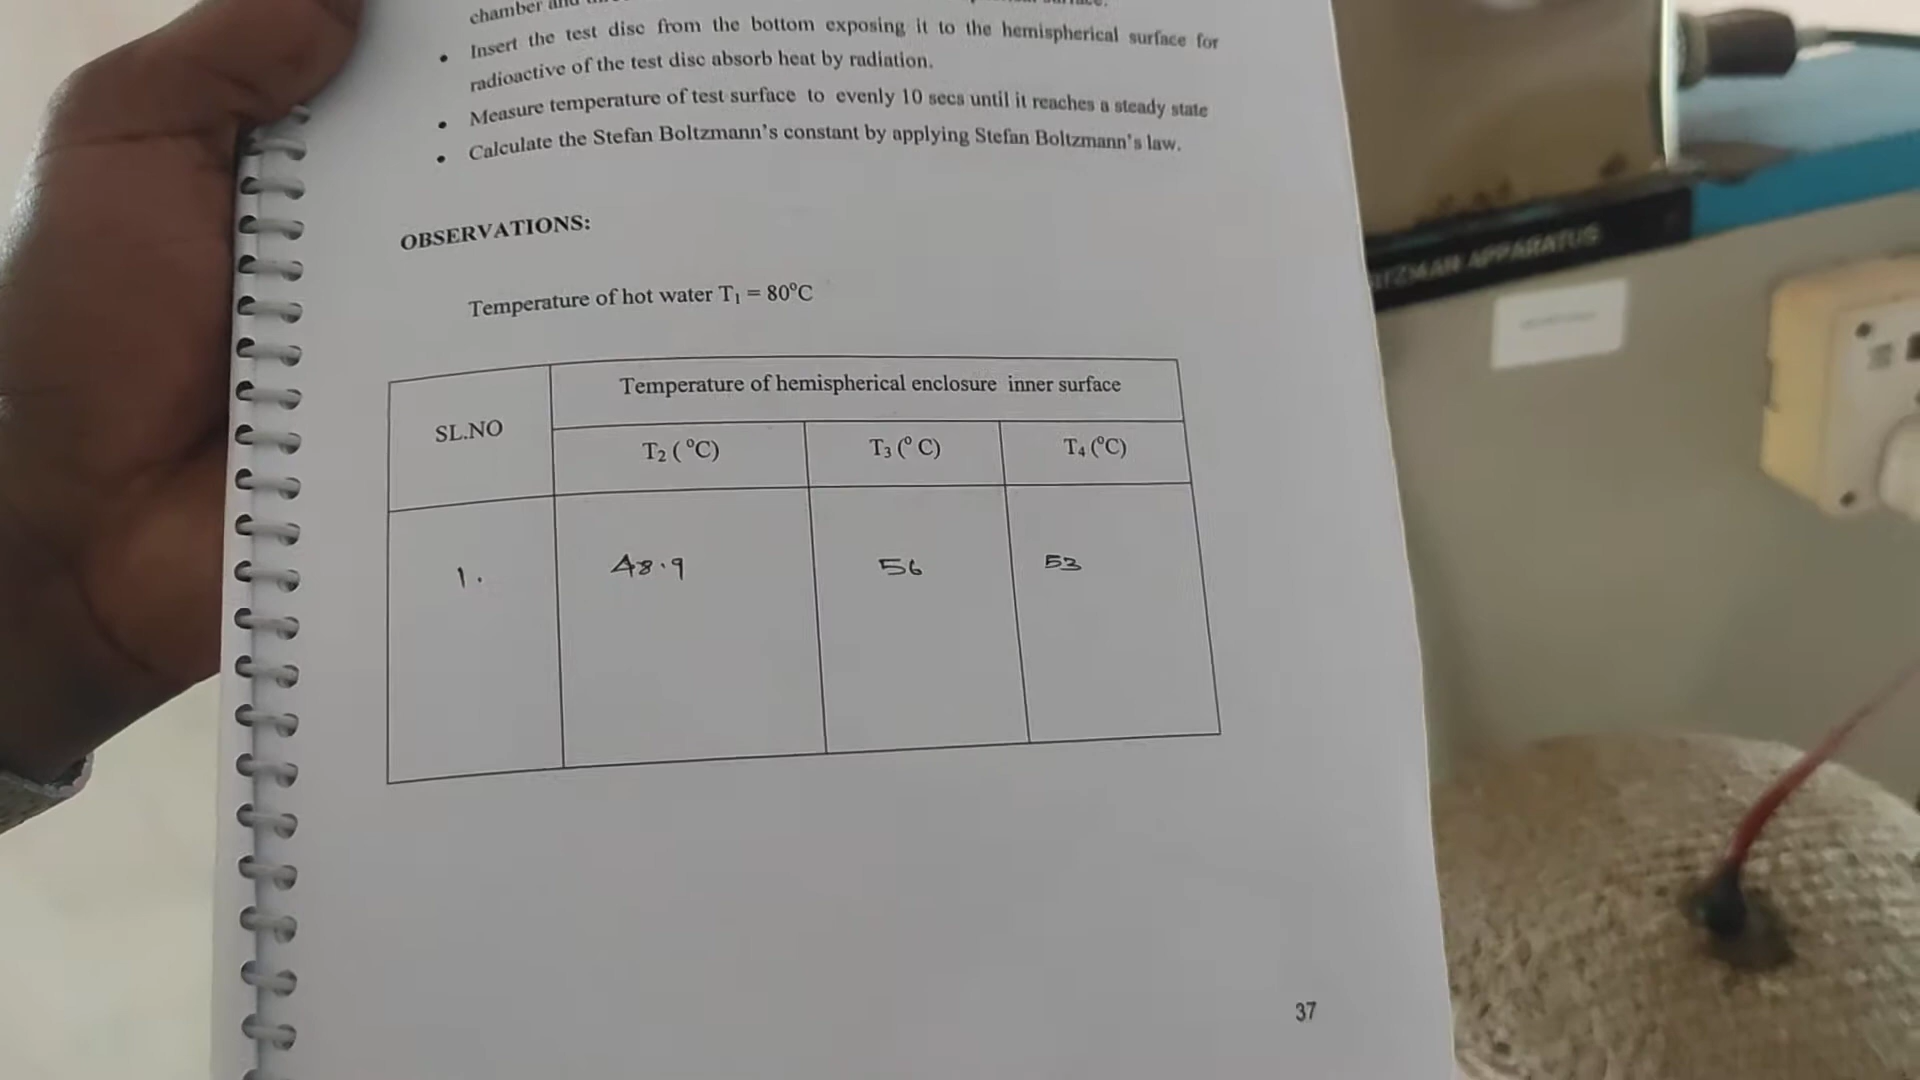 chamber and
Insert the test disc from the bottom exposing it to the hemispherical surface for
radioactive of the test disc absorb heat by radiation.
Measure temperature of test surface to evenly 10 secs until it reaches a steady state
Calculate the Stefan Boltzmann's constant by applying Stefan Boltzmann's law.
OBSERVATIONS:
Temperature of hot water T₁ = 80°C
SL.NO
Temperature of hemispherical enclosure inner surface
T₂ (°C)
T₃ (° C)
T₄ (°C)
1.
48.9
56
53
37
APPARATUS